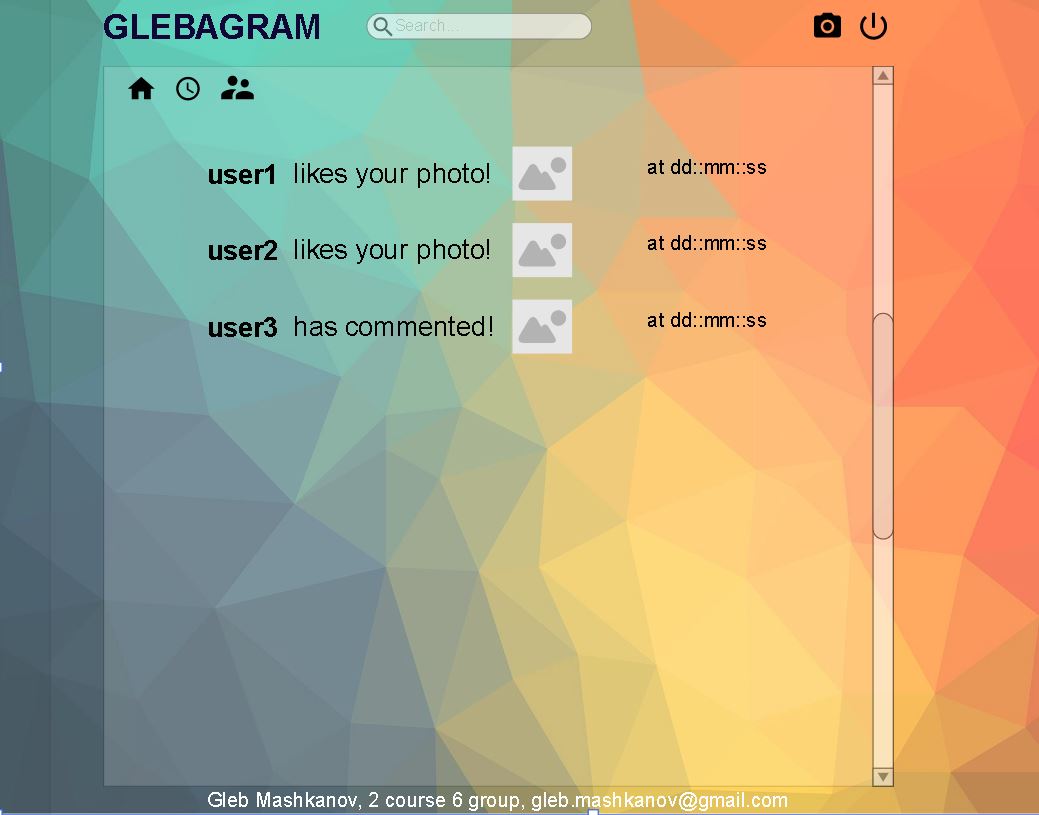 GLEBAGRAM
Search...
user1 likes your photo! at dd::mm::ss
user2 likes your photo! at dd::mm::ss
user3 has commented! at dd::mm::ss
Gleb Mashkanov, 2 course 6 group, gleb.mashkanov@gmail.com